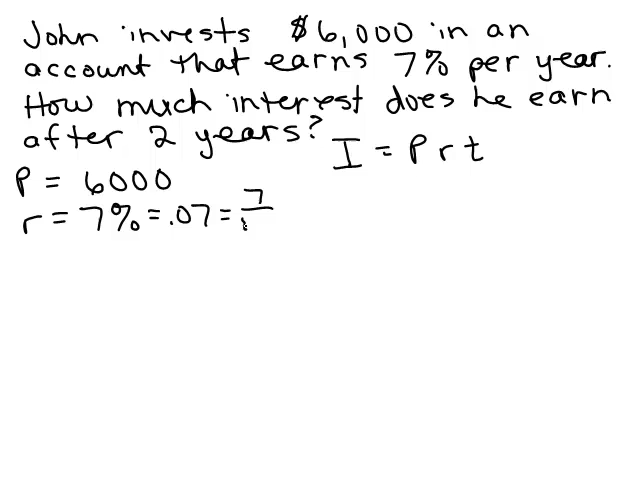 John invests $6,000 in an
account that earns 7% per year.
How much interest does he earn
after 2 years?
I = P r t
P = 6000
r = 7% = .07 = 7/